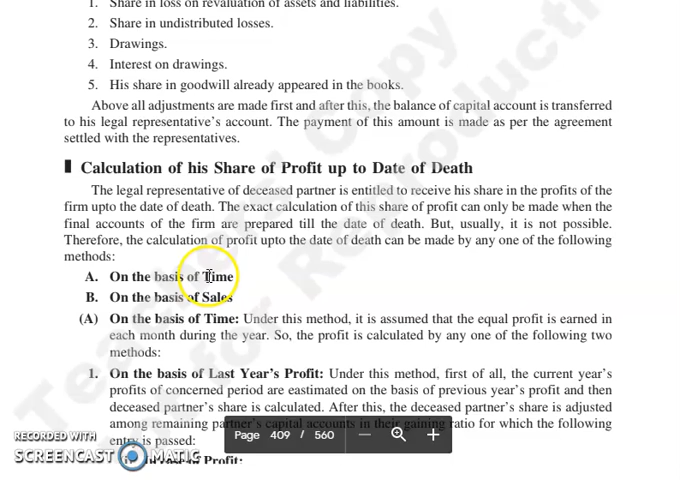 1. Share in loss on revaluation of assets and liabilities.
2. Share in undistributed losses.
3. Drawings.
4. Interest on drawings.
5. His share in goodwill already appeared in the books.
Above all adjustments are made first and after this, the balance of capital account is transferred
to his legal representative's account. The payment of this amount is made as per the agreement
settled with the representatives.
Calculation of his Share of Profit up to Date of Death
The legal representative of deceased partner is entitled to receive his share in the profits of the
firm upto the date of death. The exact calculation of this share of profit can only be made when the
final accounts of the firm are prepared till the date of death. But, usually, it is not possible.
Therefore, the calculation of profit upto the date of death can be made by any one of the following
methods:
A. On the basis of Time
B. On the basis of Sales
(A) On the basis of Time: Under this method, it is assumed that the equal profit is earned in
each month during the year. So, the profit is calculated by any one of the following two
methods:
1. On the basis of Last Year's Profit: Under this method, first of all, the current year's
profits of concerned period are eastimated on the basis of previous year's profit and then
deceased partner's share is calculated. After this, the deceased partner's share is adjusted
among remaining partner's capital accounts in their gaining ratio for which the following
entry is passed:
Profit:
Page 409 / 560
RECORDED WITH
SCREENCAST MATIC
Teachers' Copy
for Reproducti